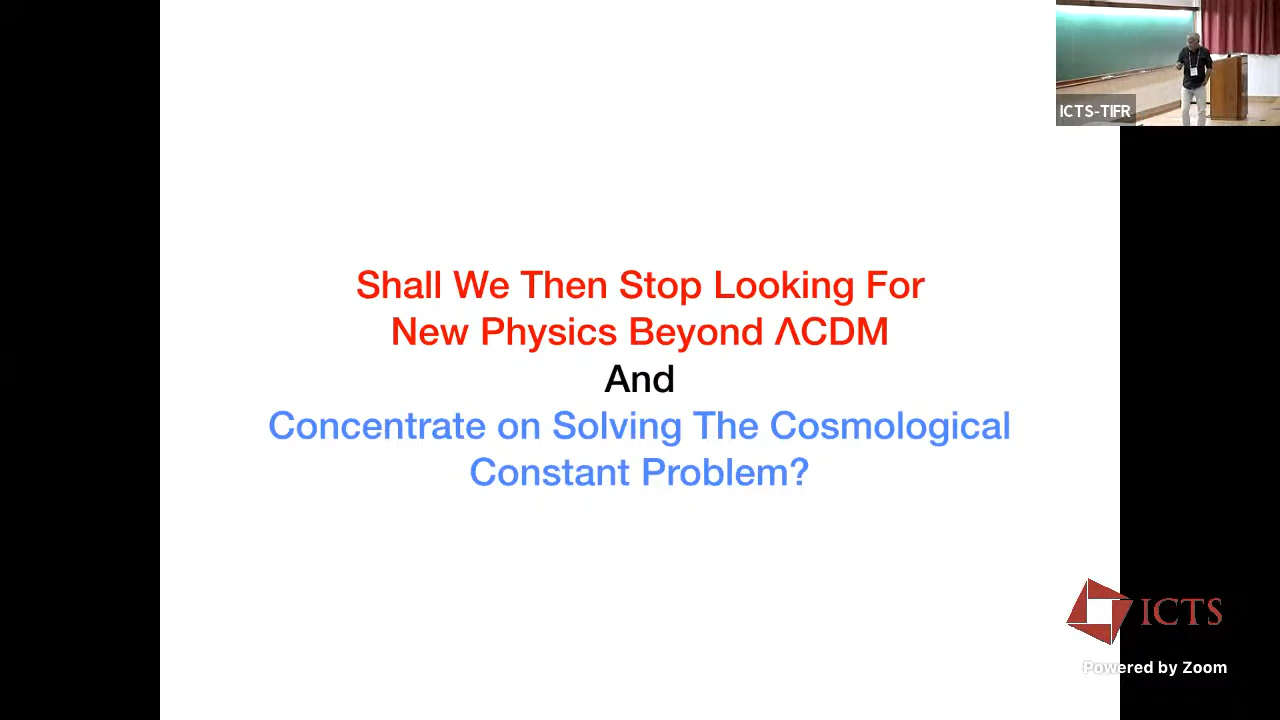 ICTS-TIFR
Shall We Then Stop Looking For
New Physics Beyond ΛCDM
And
Concentrate on Solving The Cosmological
Constant Problem?
ICTS
Powered by Zoom